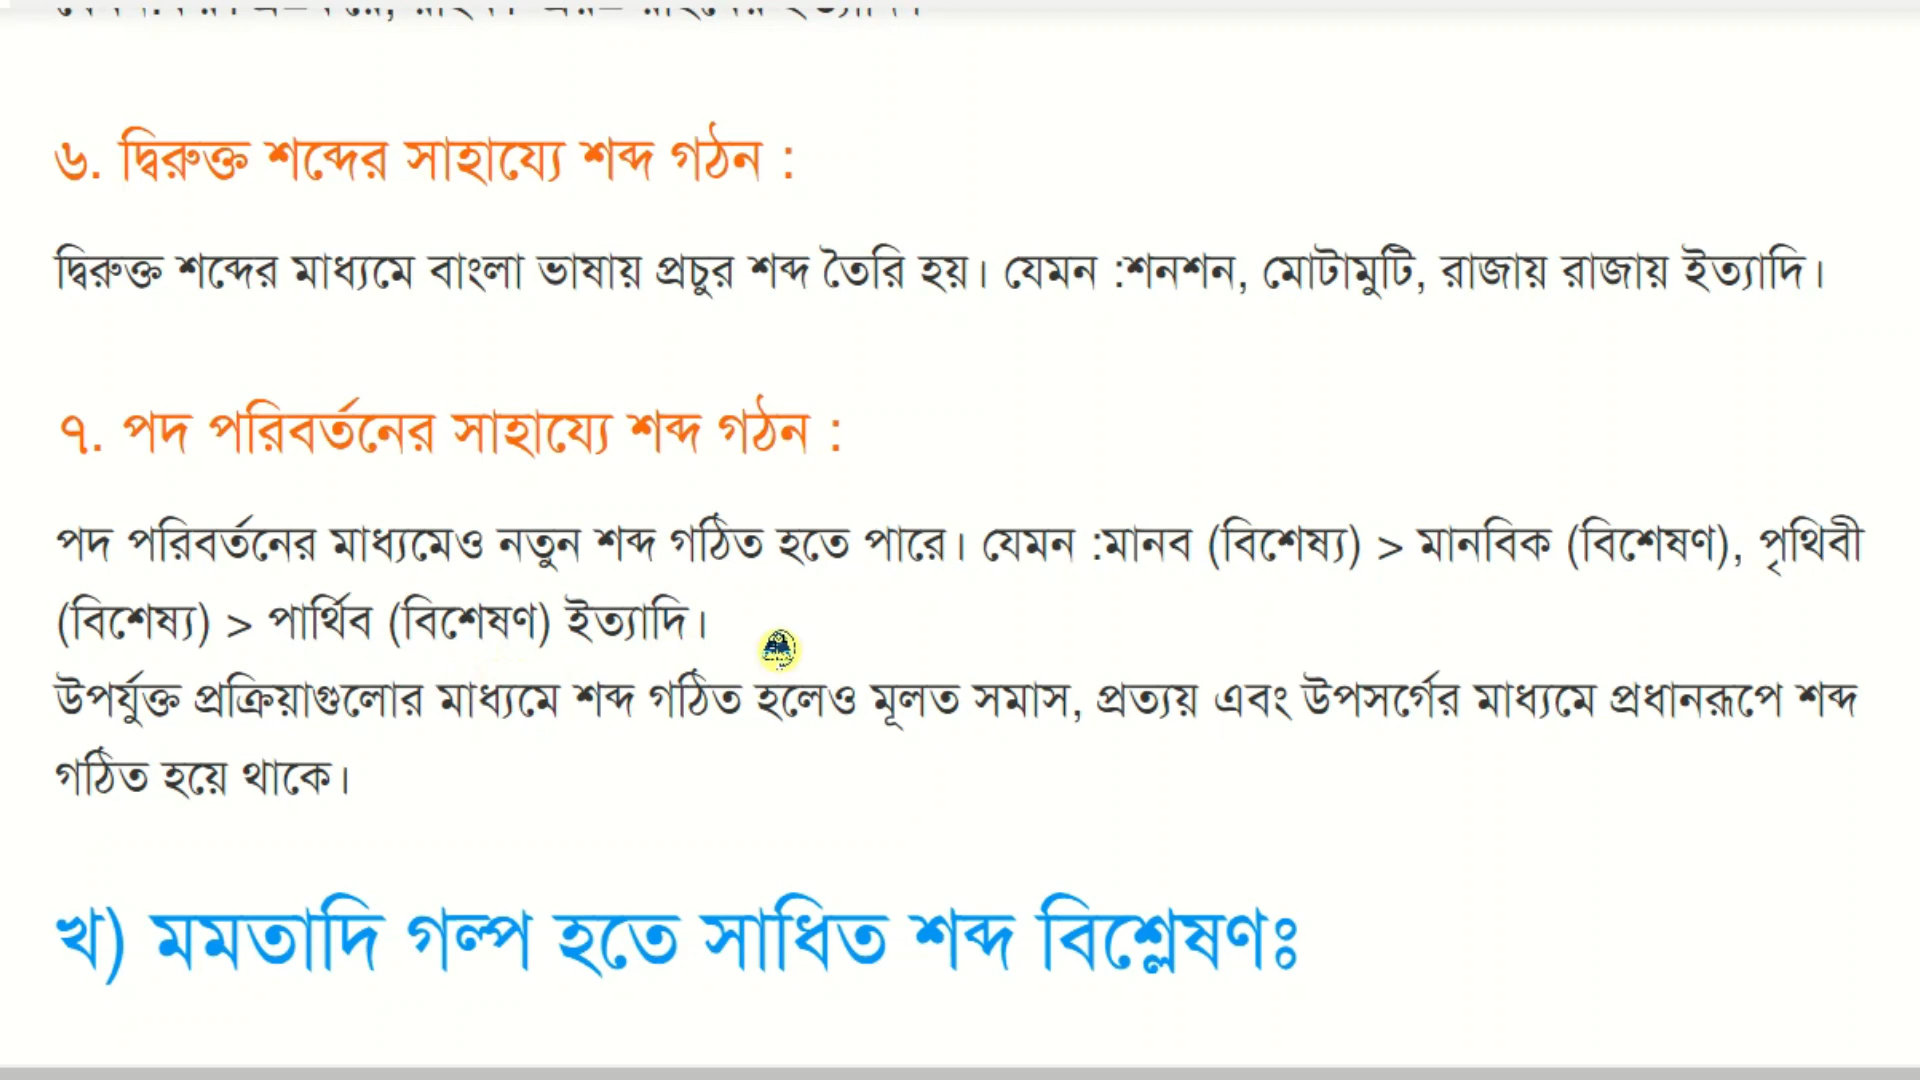 ৬. দ্বিরুক্ত শব্দের সাহায্যে শব্দ গঠন :
দ্বিরুক্ত শব্দের মাধ্যমে বাংলা ভাষায় প্রচুর শব্দ তৈরি হয়। যেমন :শনশন, মোটামুটি, রাজায় রাজায় ইত্যাদি।
৭. পদ পরিবর্তনের সাহায্যে শব্দ গঠন :
পদ পরিবর্তনের মাধ্যমেও নতুন শব্দ গঠিত হতে পারে। যেমন :মানব (বিশেষ্য) > মানবিক (বিশেষণ), পৃথিবী
(বিশেষ্য) > পার্থিব (বিশেষণ) ইত্যাদি।
উপর্যুক্ত প্রক্রিয়াগুলোর মাধ্যমে শব্দ গঠিত হলেও মূলত সমাস, প্রত্যয় এবং উপসর্গের মাধ্যমে প্রধানরূপে শব্দ
গঠিত হয়ে থাকে।
খ) মমতাদি গল্প হতে সাধিত শব্দ বিশ্লেষণঃ